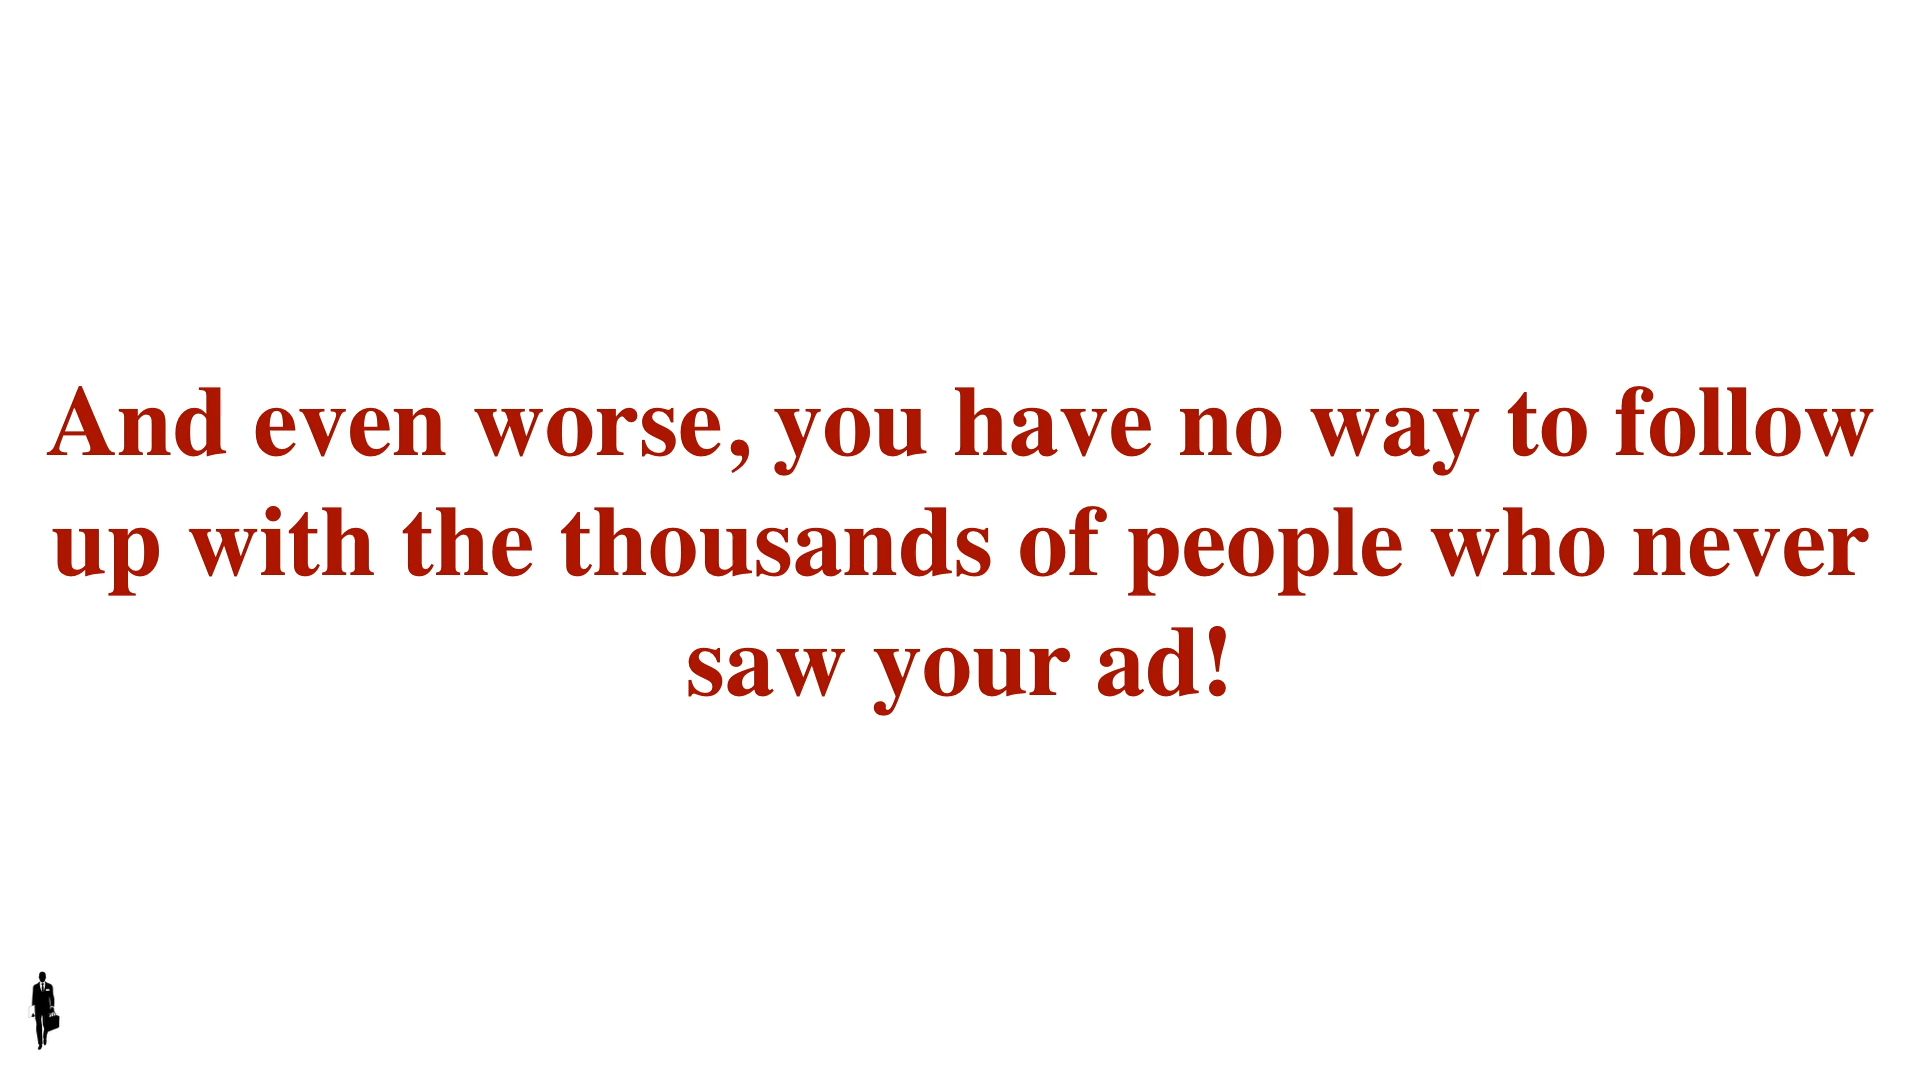 And even worse, you have no way to follow
up with the thousands of people who never
saw your ad!